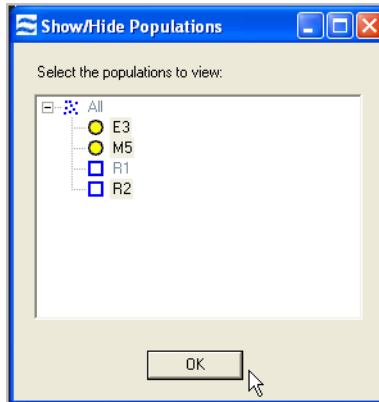 Show/Hide Populations
Select the populations to view:
All
E3
M5
R1
R2
OK